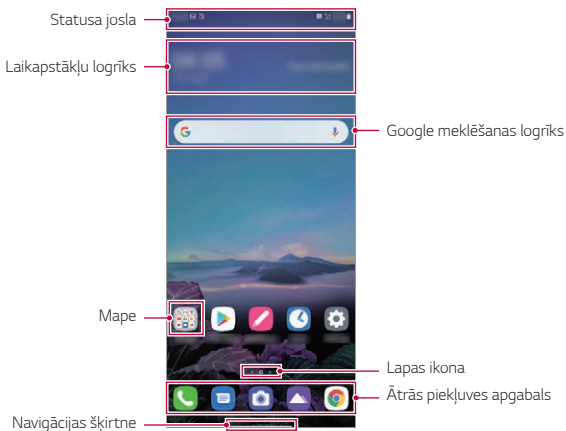 Statusa josla
Laikapstākļu logrīks
Google meklēšanas logrīks
Mape
Lapas ikona
Ātrās piekļuves apgabals
Navigācijas šķirtne